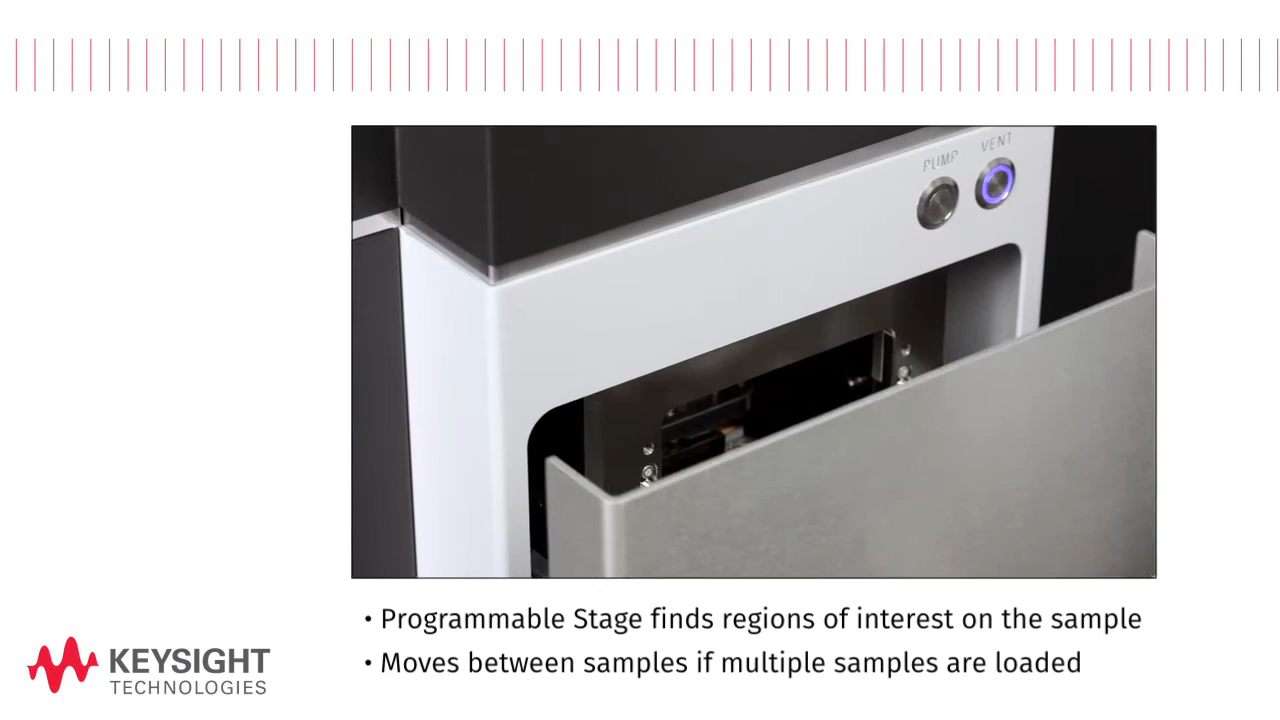 PUMP VENT
• Programmable Stage finds regions of interest on the sample
• Moves between samples if multiple samples are loaded
KEYSIGHT
TECHNOLOGIES